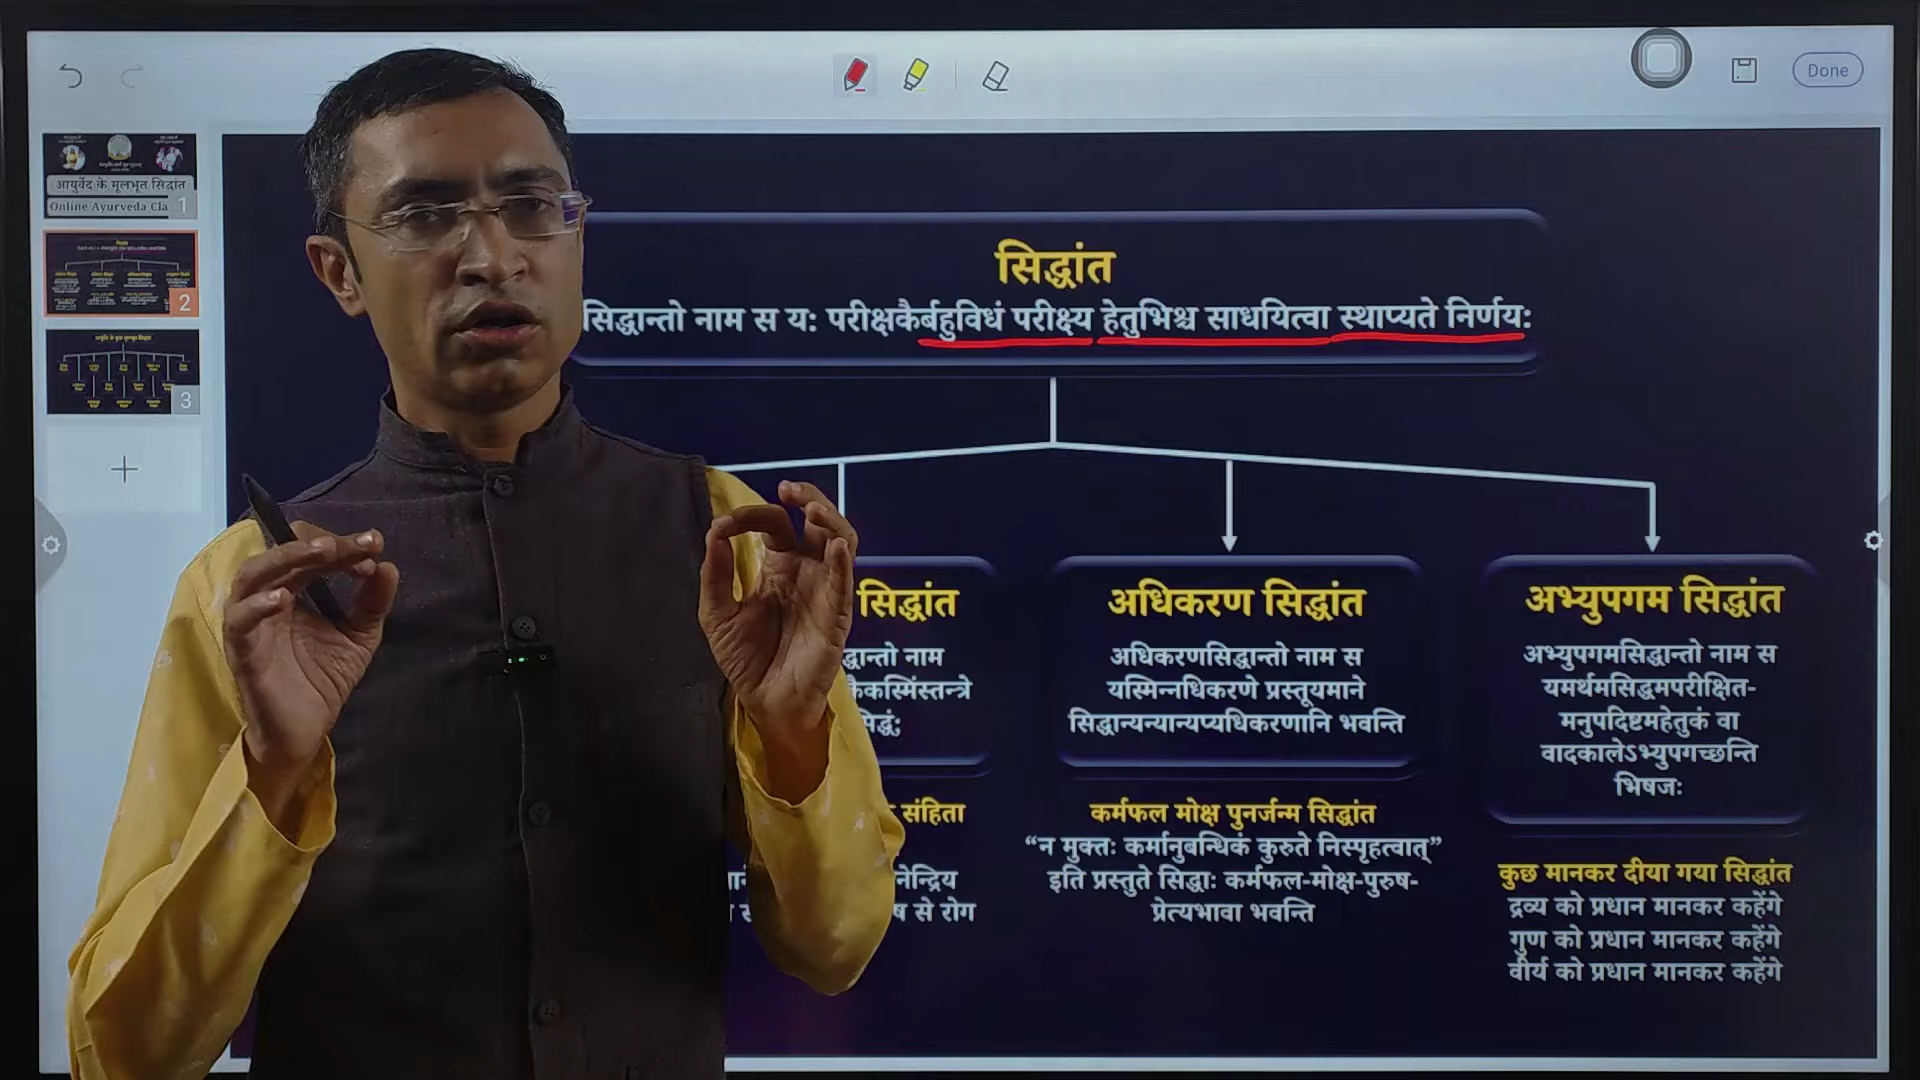 Done
आयुर्वेद के मूलभूत सिद्धांत
Online Ayurveda Cla
1
2
3
सिद्धांत
सिद्धान्तो नाम स यः परीक्षकैर्बहुविधं परीक्ष्य हेतुभिश्च साधयित्वा स्थाप्यते निर्णयः
सिद्धांत
नाम
सिद्धं;
संहिता
से रोग
अधिकरण सिद्धांत
अधिकरणसिद्धान्तो नाम स
यस्मिन्नधिकरणे प्रस्तूयमाने
सिद्धान्यन्यान्यप्यधिकरणानि भवन्ति
कर्मफल मोक्ष पुनर्जन्म सिद्धांत
“न मुक्तः कर्मानुबन्धिकं कुरुते निस्पृहत्वात्”
इति प्रस्तुते सिद्धाः कर्मफल-मोक्ष-पुरुष-
प्रेत्यभावा भवन्ति
अभ्युपगम सिद्धांत
अभ्युपगमसिद्धान्तो नाम स
यमर्थमसिद्धमपरीक्षित-
मनुपदिष्टमहेतुकं वा
वादकालेऽभ्युपगच्छन्ति
भिषजः
कुछ मानकर दीया गया सिद्धांत
द्रव्य को प्रधान मानकर कहेंगे
गुण को प्रधान मानकर कहेंगे
वीर्य को प्रधान मानकर कहेंगे